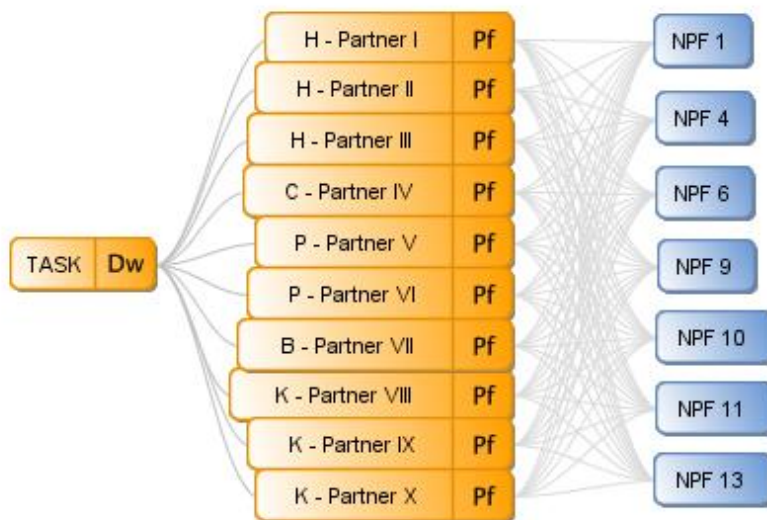 H - Partner I Pf NPF 1
H - Partner II Pf
H - Partner III Pf NPF 4
C - Partner IV Pf NPF 6
P - Partner V Pf
TASK Dw NPF 9
P - Partner VI Pf
B - Partner VII Pf NPF 10
K - Partner VIII Pf
NPF 11
K - Partner IX Pf
K - Partner X Pf NPF 13